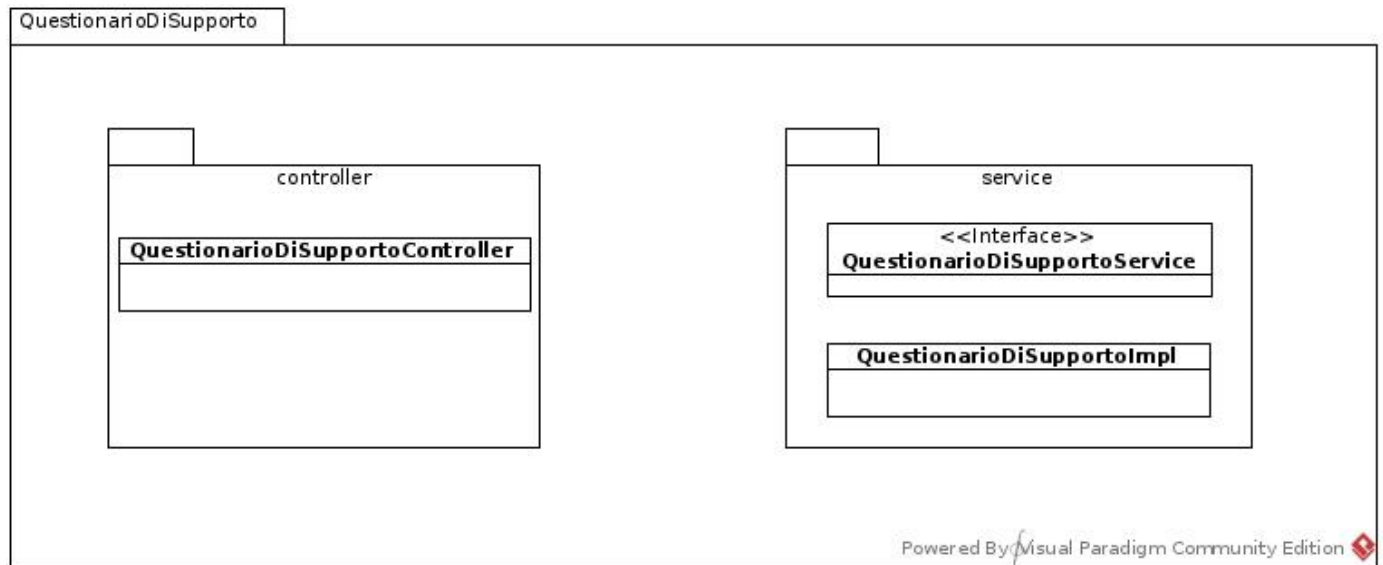 QuestionarioDiSupporto
controller
QuestionarioDiSupportoController
service
<<Interface>>
QuestionarioDiSupportoService
QuestionarioDiSupportoImpl
Powered By Visual Paradigm Community Edition